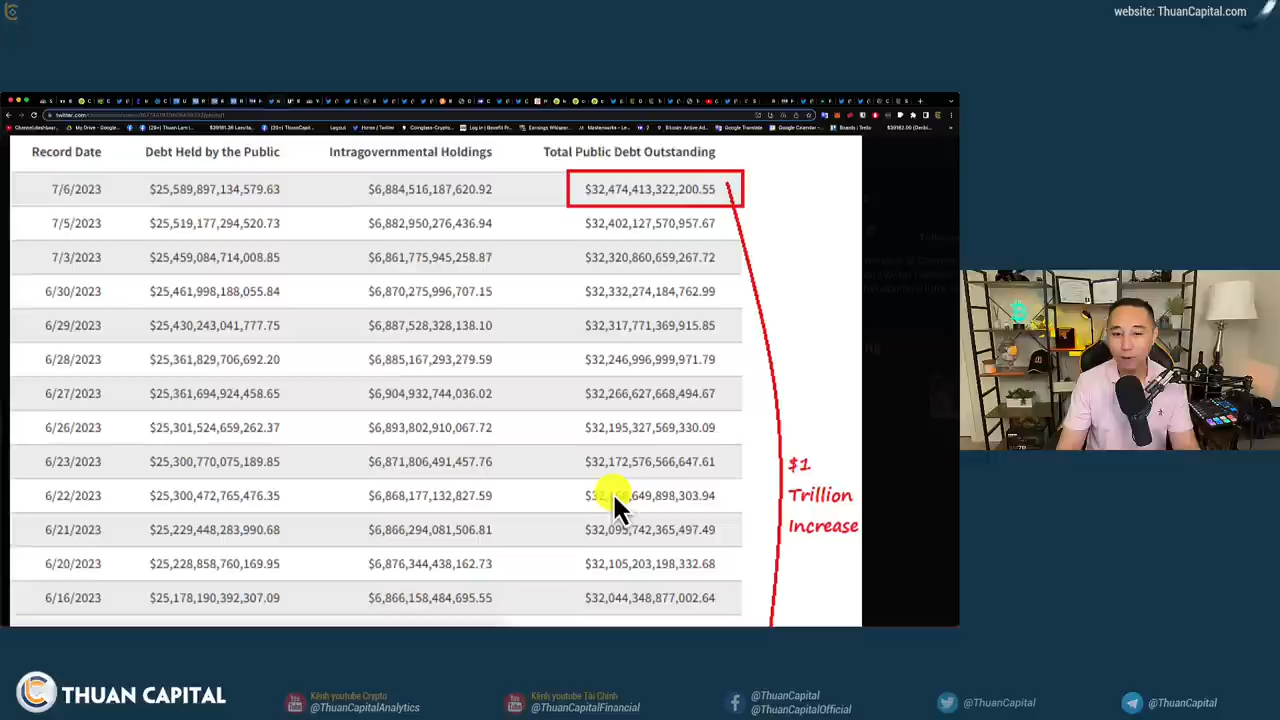 website: ThuanCapital.com
Record Date Debt Held by the Public Intragovernmental Holdings Total Public Debt Outstanding
7/6/2023 $25,589,897,134,579.63 $6,884,516,187,620.92 $32,474,413,322,200.55
7/5/2023 $25,519,177,294,520.73 $6,882,950,276,436.94 $32,402,127,570,957.67
7/3/2023 $25,459,084,714,008.85 $6,861,775,945,258.87 $32,320,860,659,267.72
6/30/2023 $25,461,998,188,055.84 $6,870,275,996,707.15 $32,332,274,184,762.99
6/29/2023 $25,430,243,041,777.75 $6,887,528,328,138.10 $32,317,771,369,915.85
6/28/2023 $25,361,829,706,692.20 $6,885,167,293,279.59 $32,246,996,999,971.79
6/27/2023 $25,361,694,924,458.65 $6,904,932,744,036.02 $32,266,627,668,494.67
6/26/2023 $25,301,524,659,262.37 $6,893,802,910,067.72 $32,195,327,569,330.09
6/23/2023 $25,300,770,075,189.85 $6,871,806,491,457.76 $32,172,576,566,647.61
6/22/2023 $25,300,472,765,476.35 $6,868,177,132,827.59
6/21/2023 $25,229,448,283,990.68 $6,866,294,081,506.81 $32,095,742,365,497.49
6/20/2023 $25,228,858,760,169.95 $6,876,344,438,162.73 $32,105,203,198,332.68
6/16/2023 $25,178,190,392,307.09 $6,866,158,484,695.55 $32,044,348,877,002.64
$1
Trillion
Increase
THUAN CAPITAL
Kênh youtube Crypto
@ThuanCapitalAnalytics
Kênh youtube Tài Chính
@ThuanCapitalFinancial
@ThuanCapital
@ThuanCapitalOfficial
@ThuanCapital
@ThuanCapital